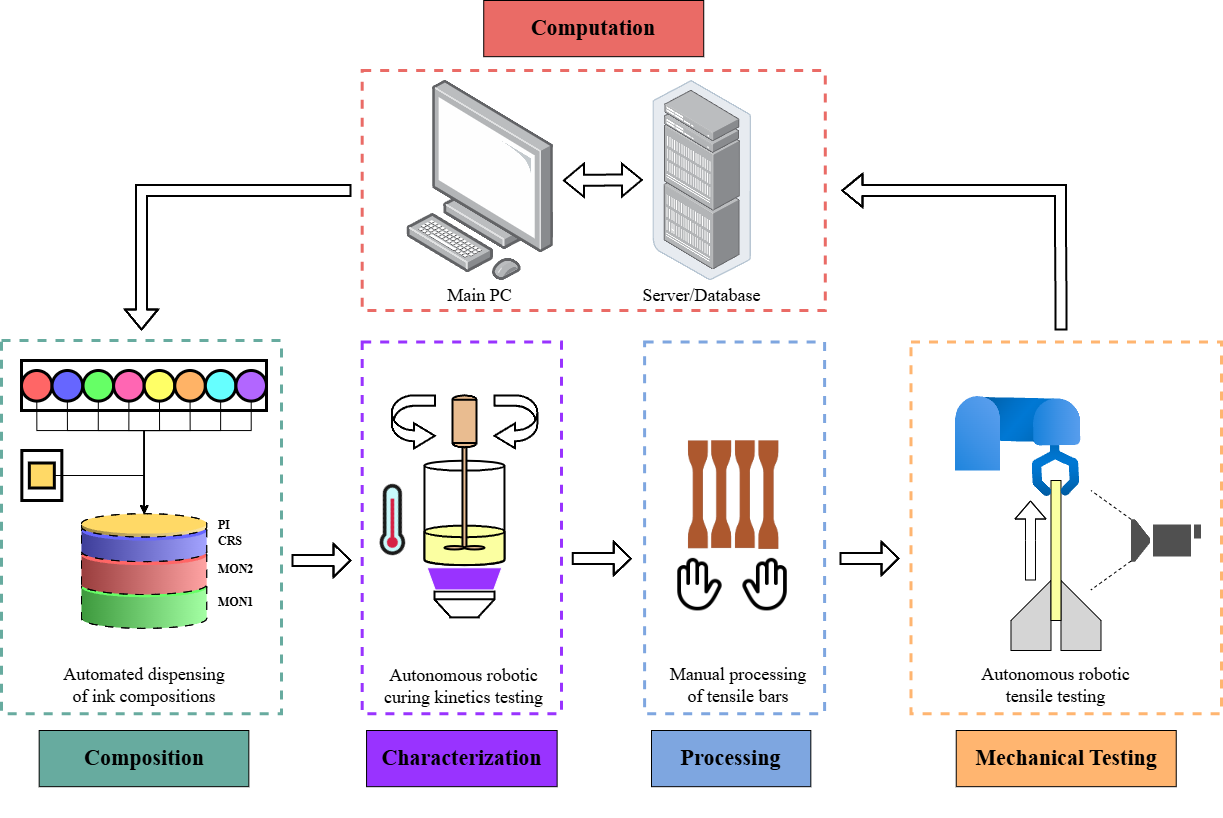 Computation
Main PC
Server/Database
PI
CRS
MON2
MON1
Automated dispensing
of ink compositions
Autonomous robotic
curing kinetics testing
Manual processing
of tensile bars
Autonomous robotic
tensile testing
Composition
Characterization
Processing
Mechanical Testing